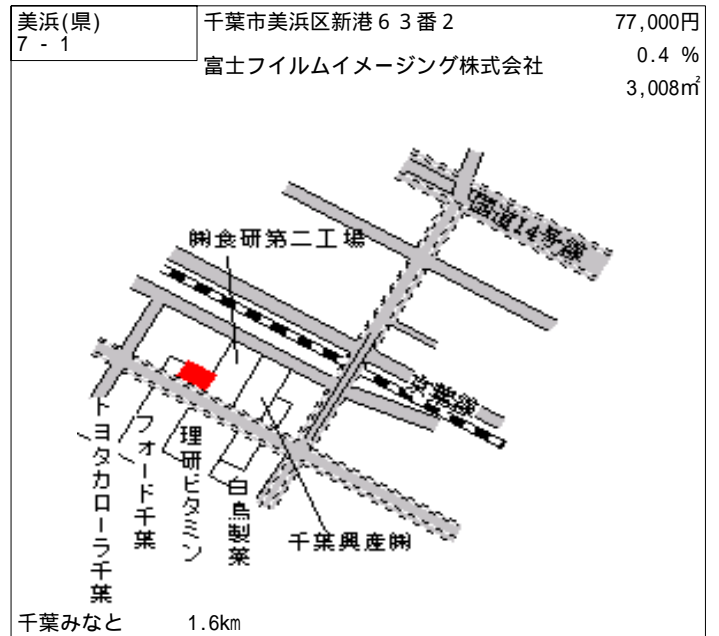 美浜(県)
7 - 1
千葉市美浜区新港６３番２
77,000円
富士フイルムイメージング株式会社
0.4 %
3,008㎡
国道14号線
㈱食研第二工場
京葉線
トヨタカローラ千葉
フォード千葉
理研ビタミン
白鳥製薬
千葉興産㈱
千葉みなと
1.6km